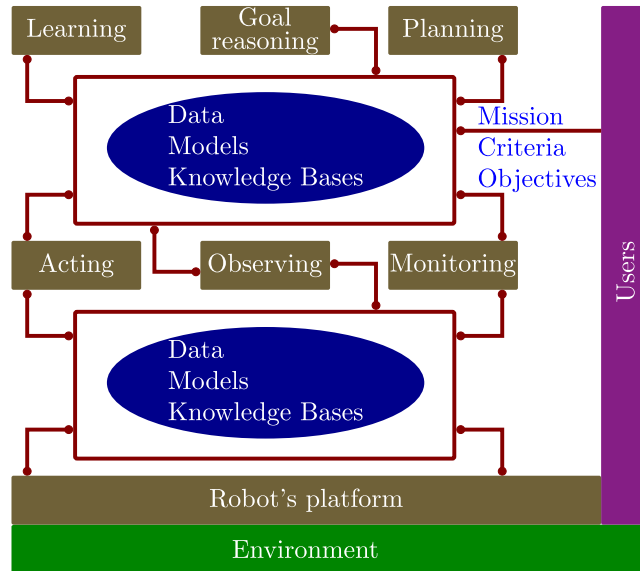 Learning
Goal
reasoning
Planning
Data
Models
Knowledge Bases
Mission
Criteria
Objectives
Users
Acting
Observing
Monitoring
Data
Models
Knowledge Bases
Robot's platform
Environment